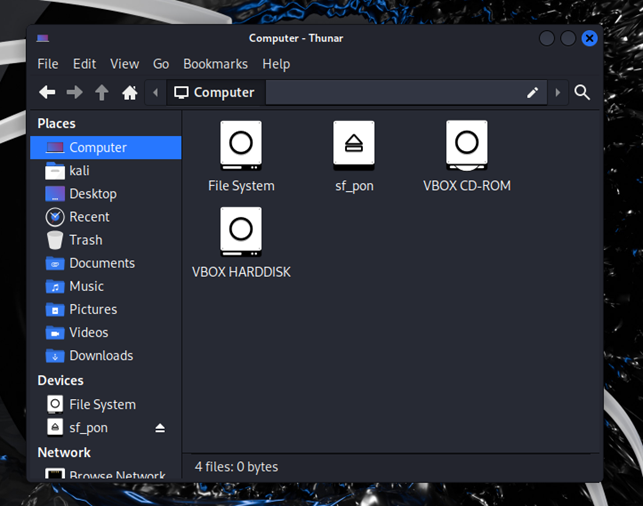 Computer - Thunar
File Edit View Go Bookmarks Help
Computer
Places
Computer
kali
Desktop
Recent
Trash
Documents
Music
Pictures
Videos
Downloads
Devices
File System
sf_pon
Network
Browse Network
File System sf_pon VBOX CD-ROM
VBOX HARDDISK
4 files: 0 bytes